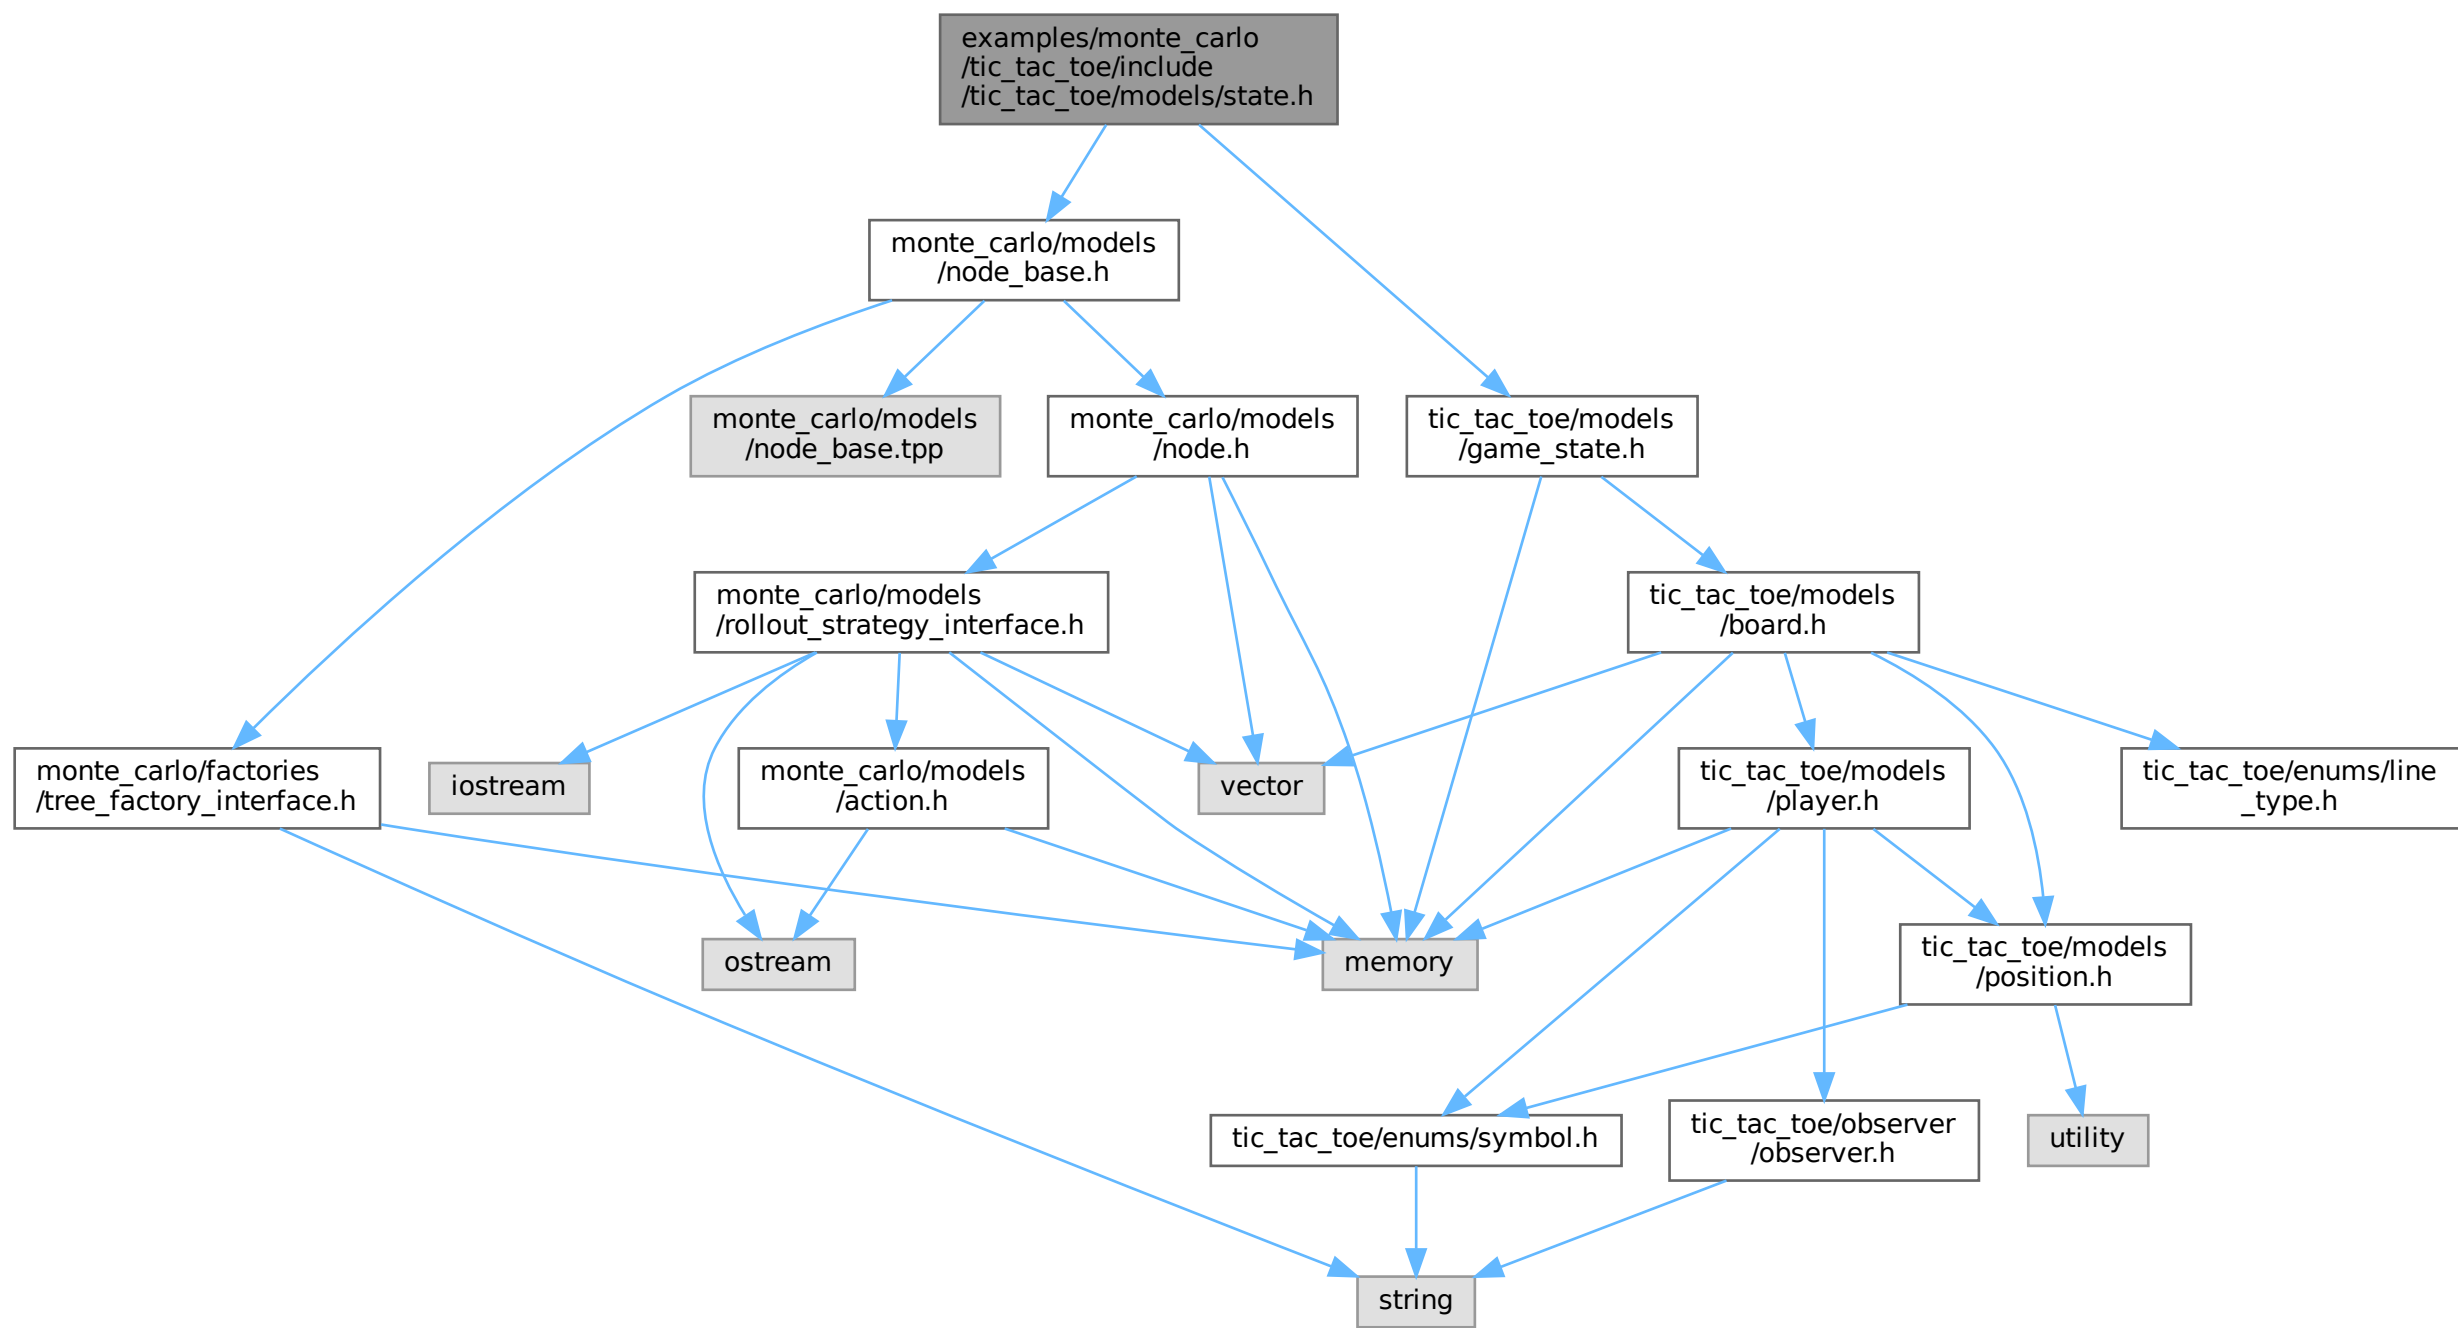 examples/monte_carlo
/tic_tac_toe/include
/tic_tac_toe/models/state.h
monte_carlo/models
/node_base.h
monte_carlo/models
/node_base.tpp
monte_carlo/models
/node.h
tic_tac_toe/models
/game_state.h
monte_carlo/models
/rollout_strategy_interface.h
tic_tac_toe/models
/board.h
monte_carlo/factories
/tree_factory_interface.h
iostream
monte_carlo/models
/action.h
vector
tic_tac_toe/models
/player.h
tic_tac_toe/enums/line
_type.h
ostream
memory
tic_tac_toe/models
/position.h
tic_tac_toe/enums/symbol.h
tic_tac_toe/observer
/observer.h
utility
string